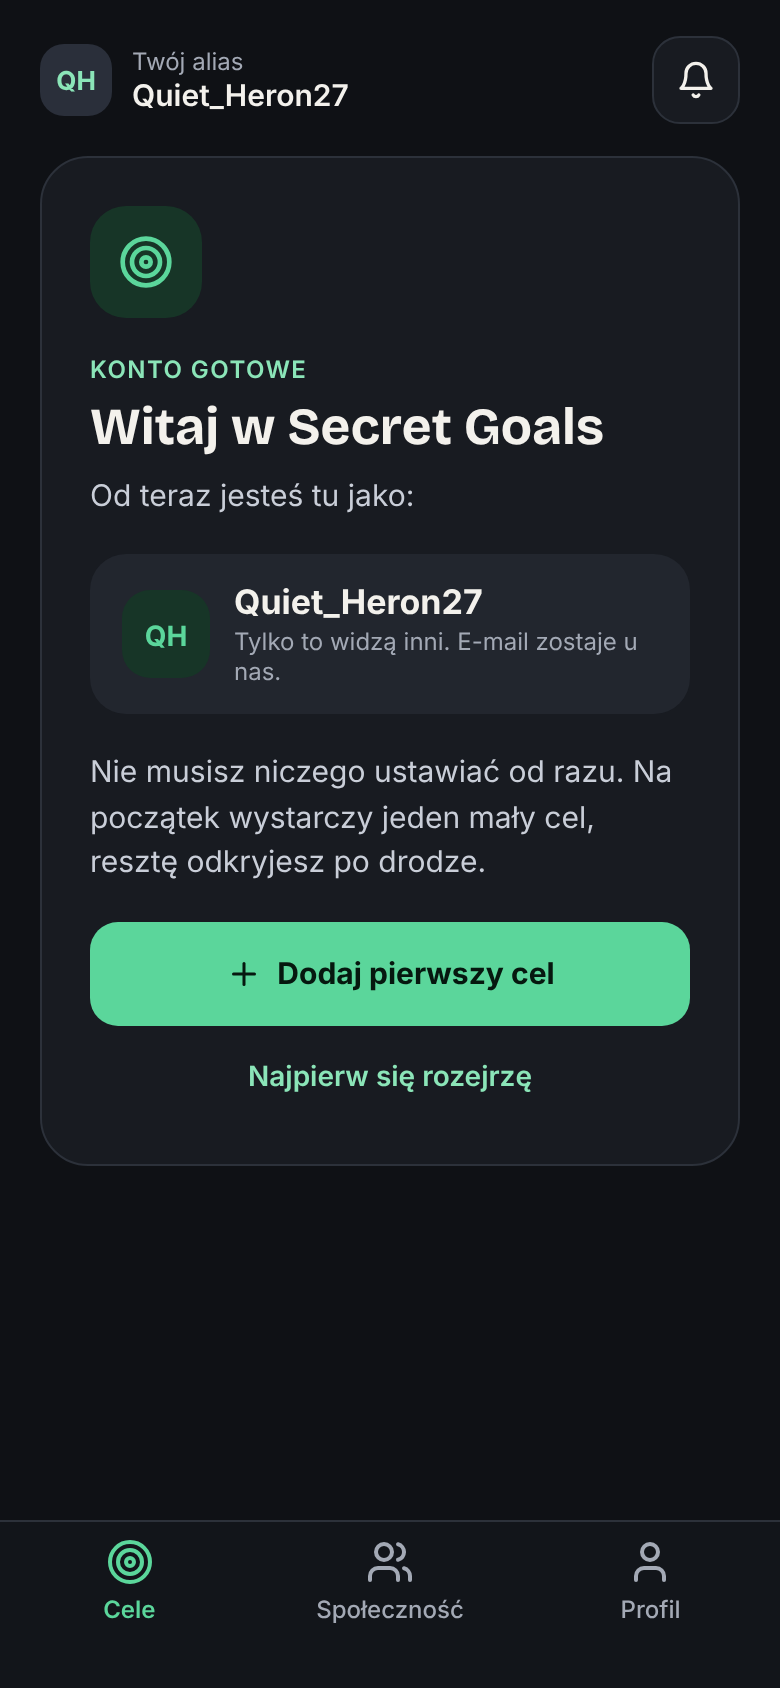 QH
Twój alias
Quiet_Heron27
KONTO GOTOWE
Witaj w Secret Goals
Od teraz jesteś tu jako:
QH
Quiet_Heron27
Tylko to widzą inni. E-mail zostaje u
nas.
Nie musisz niczego ustawiać od razu. Na
początek wystarczy jeden mały cel,
resztę odkryjesz po drodze.
Dodaj pierwszy cel
Najpierw się rozejrzę
Cele
Społeczność
Profil